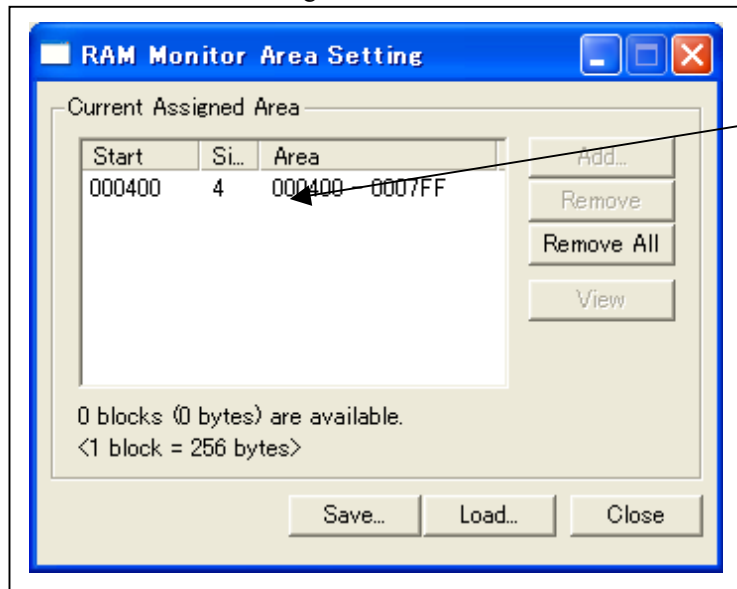 RAM Monitor Area Setting
Current Assigned Area
Start Si... Area
000400 4 000400 - 0007FF
Add...
Remove
Remove All
View
0 blocks (0 bytes) are available.
<1 block = 256 bytes>
Save... Load... Close